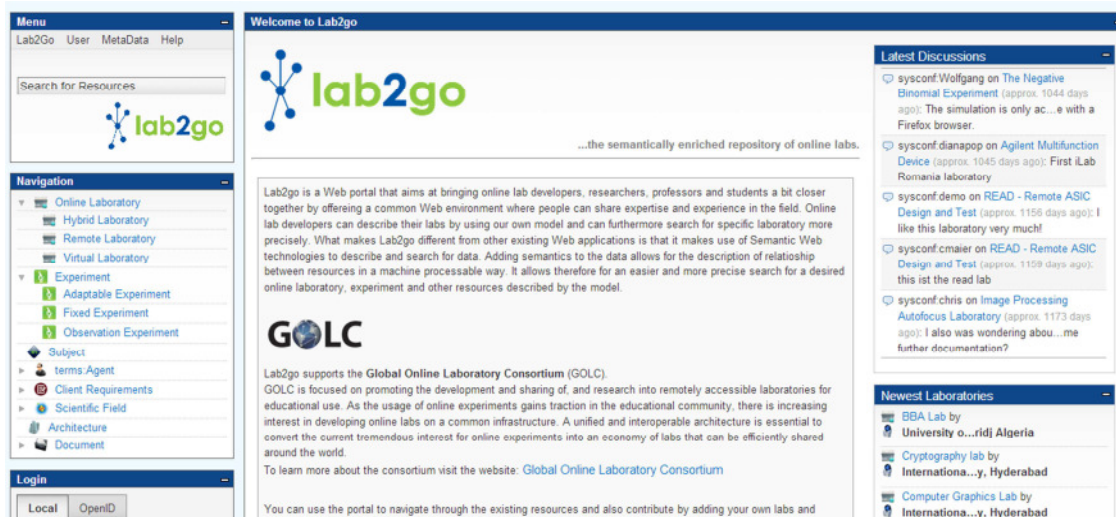 Menu
Lab2Go User MetaData Help
Search for Resources
lab2go
Navigation
Online Laboratory
Hybrid Laboratory
Remote Laboratory
Virtual Laboratory
Experiment
Adaptable Experiment
Fixed Experiment
Observation Experiment
Subject
terms:Agent
Client Requirements
Scientific Field
Architecture
Document
Login
Local OpenID
Welcome to Lab2go
lab2go
...the semantically enriched repository of online labs.
Lab2go is a Web portal that aims at bringing online lab developers, researchers, professors and students a bit closer
together by offereing a common Web environment where people can share expertise and experience in the field. Online
lab developers can describe their labs by using our own model and can furthermore search for specific laboratory more
precisely. What makes Lab2go different from other existing Web applications is that it makes use of Semantic Web
technologies to describe and search for data. Adding semantics to the data allows for the description of relatioship
between resources in a machine processable way. It allows therefore for an easier and more precise search for a desired
online laboratory, experiment and other resources described by the model.
GOLC
Lab2go supports the Global Online Laboratory Consortium (GOLC).
GOLC is focused on promoting the development and sharing of, and research into remotely accessible laboratories for
educational use. As the usage of online experiments gains traction in the educational community, there is increasing
interest in developing online labs on a common infrastructure. A unified and interoperable architecture is essential to
convert the current tremendous interest for online experiments into an economy of labs that can be efficiently shared
around the world.
To learn more about the consortium visit the website: Global Online Laboratory Consortium
You can use the portal to navigate through the existing resources and also contribute by adding your own labs and
Latest Discussions
sysconf:Wolfgang on The Negative
Binomial Experiment (approx. 1044 days
ago): The simulation is only ac...e with a
Firefox browser.
sysconf:dianapop on Agilent Multifunction
Device (approx. 1045 days ago): First iLab
Romania laboratory
sysconf:demo on READ - Remote ASIC
Design and Test (approx. 1156 days ago): I
like this laboratory very much!
sysconf:cmaier on READ - Remote ASIC
Design and Test (approx. 1159 days ago):
this ist the read lab
sysconf:chris on Image Processing
Autofocus Laboratory (approx. 1173 days
ago): I also was wondering abou...me
further documentation?
Newest Laboratories
BBA Lab by
University o...ridj Algeria
Cryptography lab by
Internationa...y, Hyderabad
Computer Graphics Lab by
Internationa...y, Hyderabad